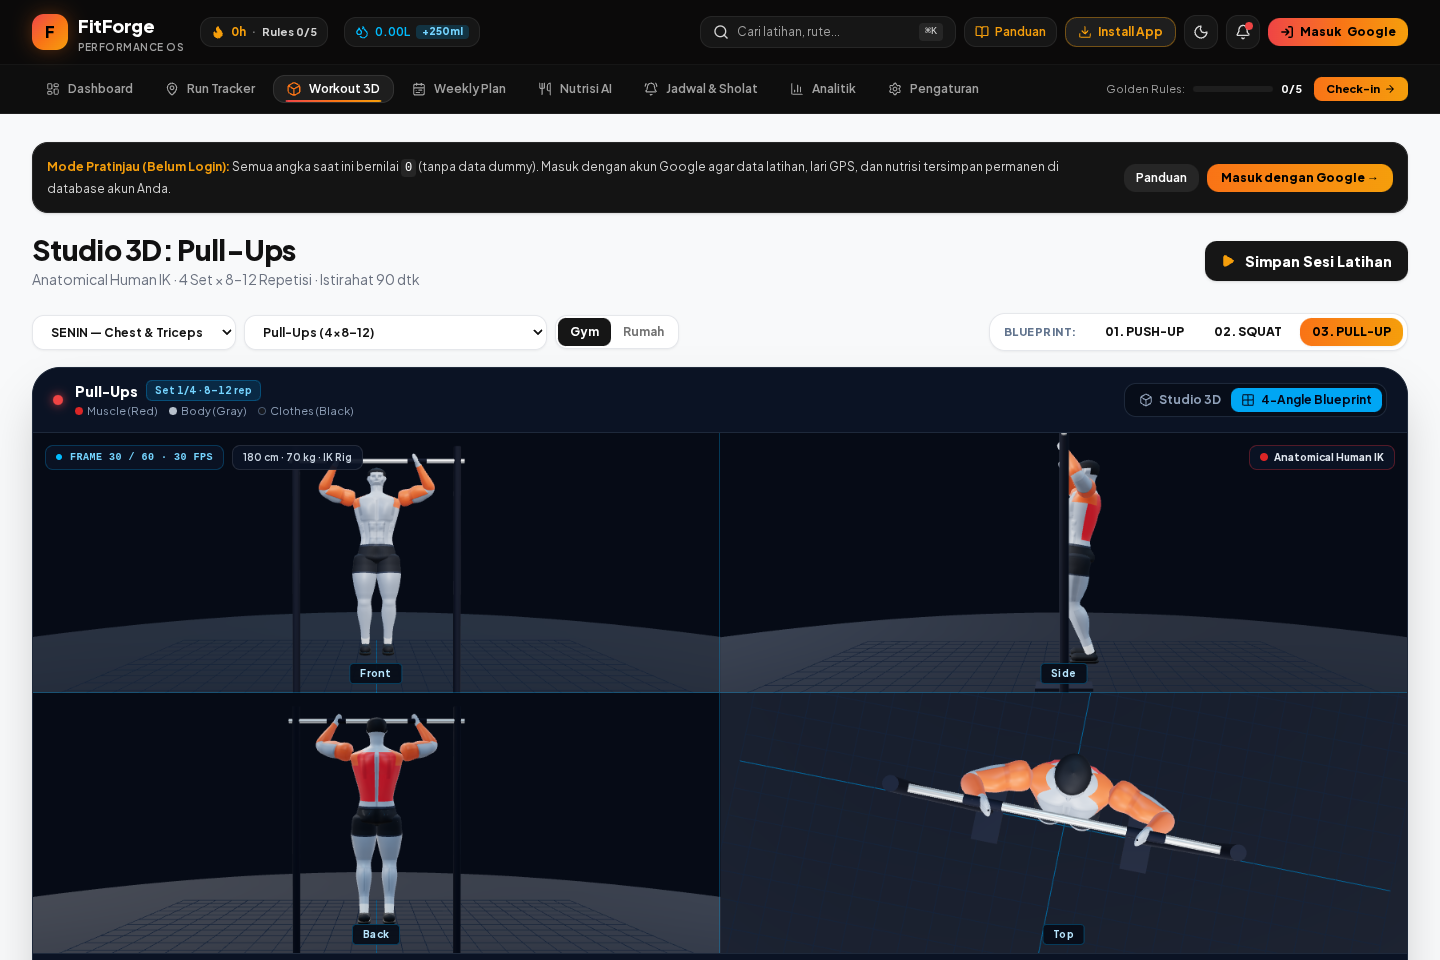 F
FitForge
PERFORMANCE OS
0h · Rules 0/5
0.00L +250ml
Cari latihan, rute... ⌘K
Panduan
Install App
Masuk Google
Dashboard
Run Tracker
Workout 3D
Weekly Plan
Nutrisi AI
Jadwal & Sholat
Analitik
Pengaturan
Golden Rules: 0/5
Check-in →
Mode Pratinjau (Belum Login): Semua angka saat ini bernilai 0 (tanpa data dummy). Masuk dengan akun Google agar data latihan, lari GPS, dan nutrisi tersimpan permanen di
database akun Anda.
Panduan
Masuk dengan Google →
Studio 3D: Pull-Ups
Anatomical Human IK · 4 Set × 8–12 Repetisi · Istirahat 90 dtk
Simpan Sesi Latihan
SENIN — Chest & Triceps
Pull-Ups (4×8–12)
Gym
Rumah
BLUEPRINT:
01. PUSH-UP
02. SQUAT
03. PULL-UP
Pull-Ups
Set 1/4 · 8–12 rep
Muscle (Red)
Body (Gray)
Clothes (Black)
Studio 3D
4-Angle Blueprint
FRAME 30 / 60 · 30 FPS
180 cm · 70 kg · IK Rig
Anatomical Human IK
Front
Side
Back
Top